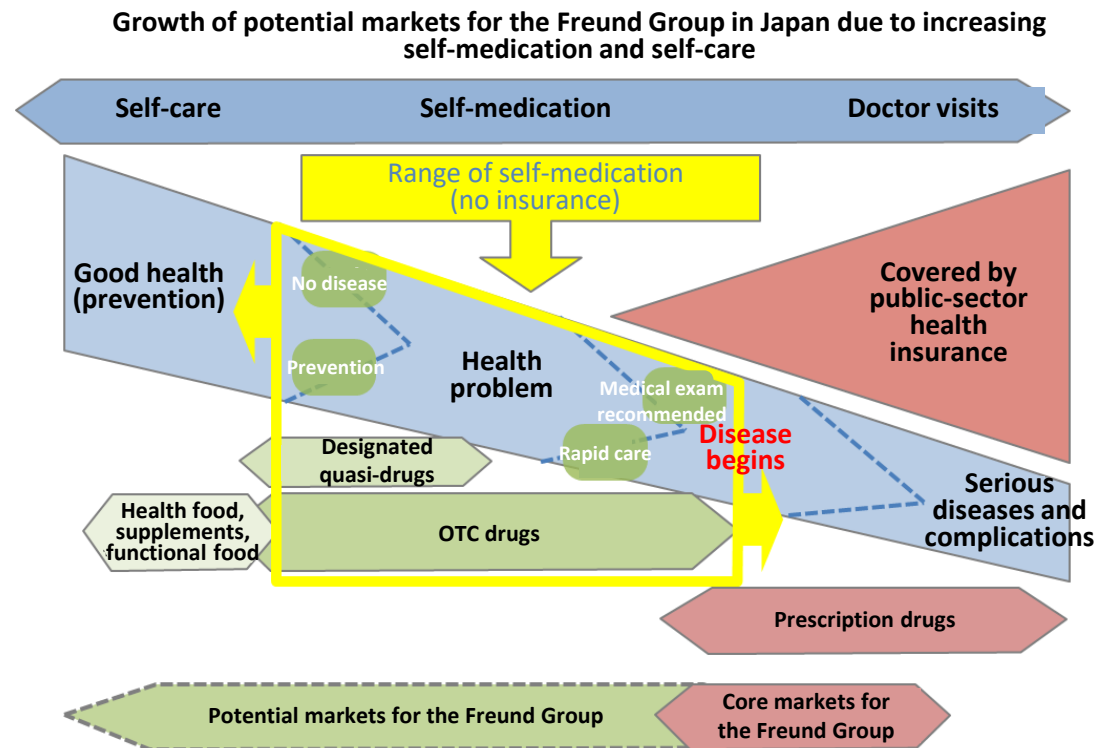 Growth of potential markets for the Freund Group in Japan due to increasing
self-medication and self-care
Self-care
Self-medication
Doctor visits
Range of self-medication
(no insurance)
Good health
(prevention)
No disease
Prevention
Health
problem
Medical exam
recommended
Rapid care
Disease
begins
Covered by
public-sector
health
insurance
Serious
diseases and
complications
Designated
quasi-drugs
Health food,
supplements,
functional food
OTC drugs
Prescription drugs
Potential markets for the Freund Group
Core markets for
the Freund Group